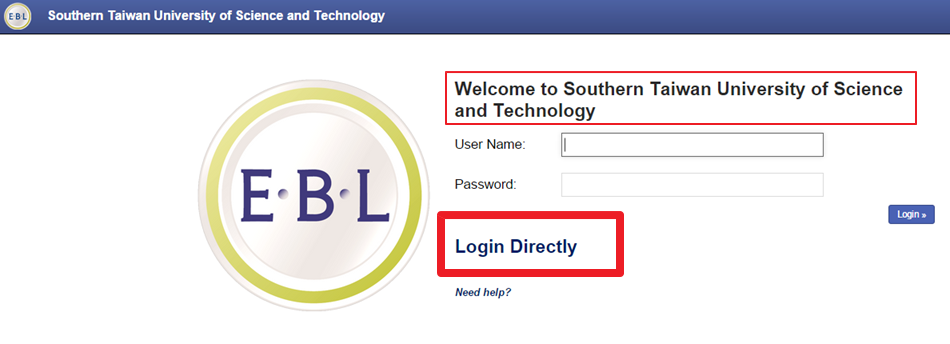 E·B·L Southern Taiwan University of Science and Technology
E·B·L
Welcome to Southern Taiwan University of Science
and Technology
User Name:
Password:
Login »
Login Directly
Need help?